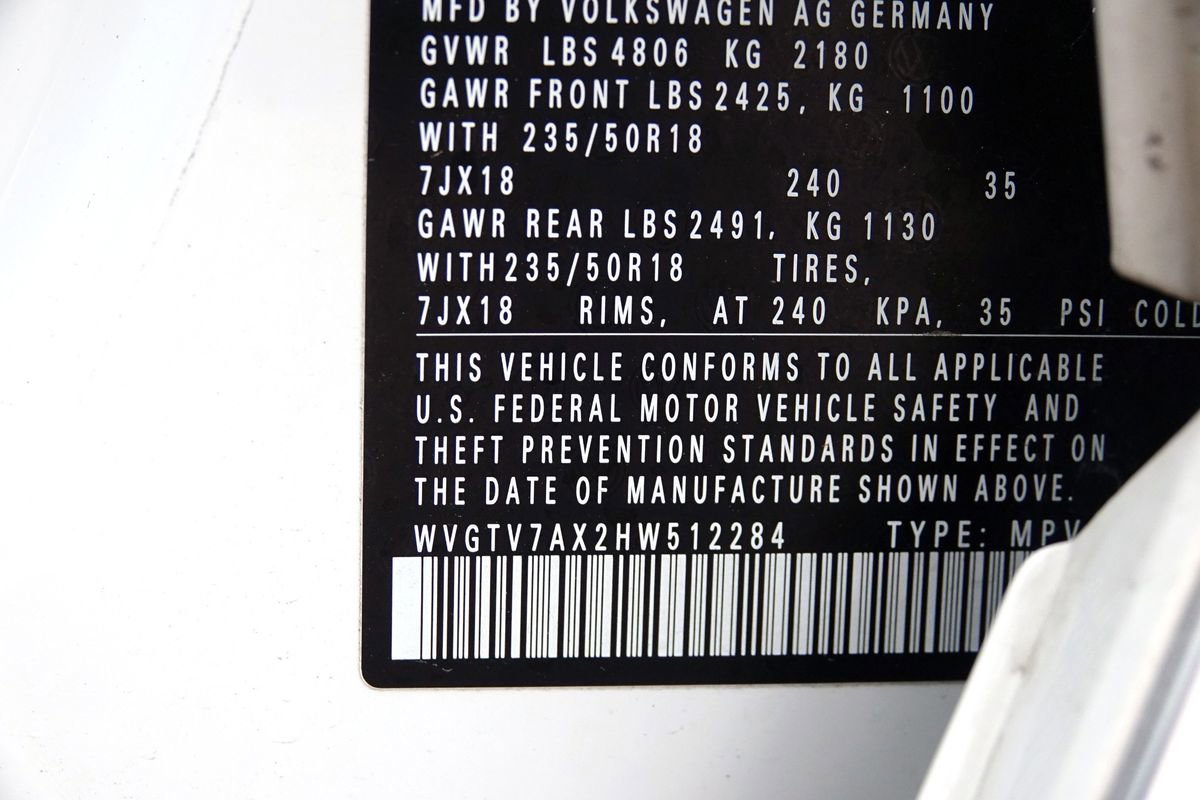 MFD BY VOLKSWAGEN AG GERMANY
GVWR LBS 4806 KG 2180
GAWR FRONT LBS 2425, KG 1100
WITH 235/50R18
7JX18 240 35
GAWR REAR LBS 2491, KG 1130
WITH 235/50R18 TIRES,
7JX18 RIMS, AT 240 KPA, 35 PSI COLD
THIS VEHICLE CONFORMS TO ALL APPLICABLE
U.S. FEDERAL MOTOR VEHICLE SAFETY AND
THEFT PREVENTION STANDARDS IN EFFECT ON
THE DATE OF MANUFACTURE SHOWN ABOVE.
WVGTV7AX2HW512284 TYPE: MPV